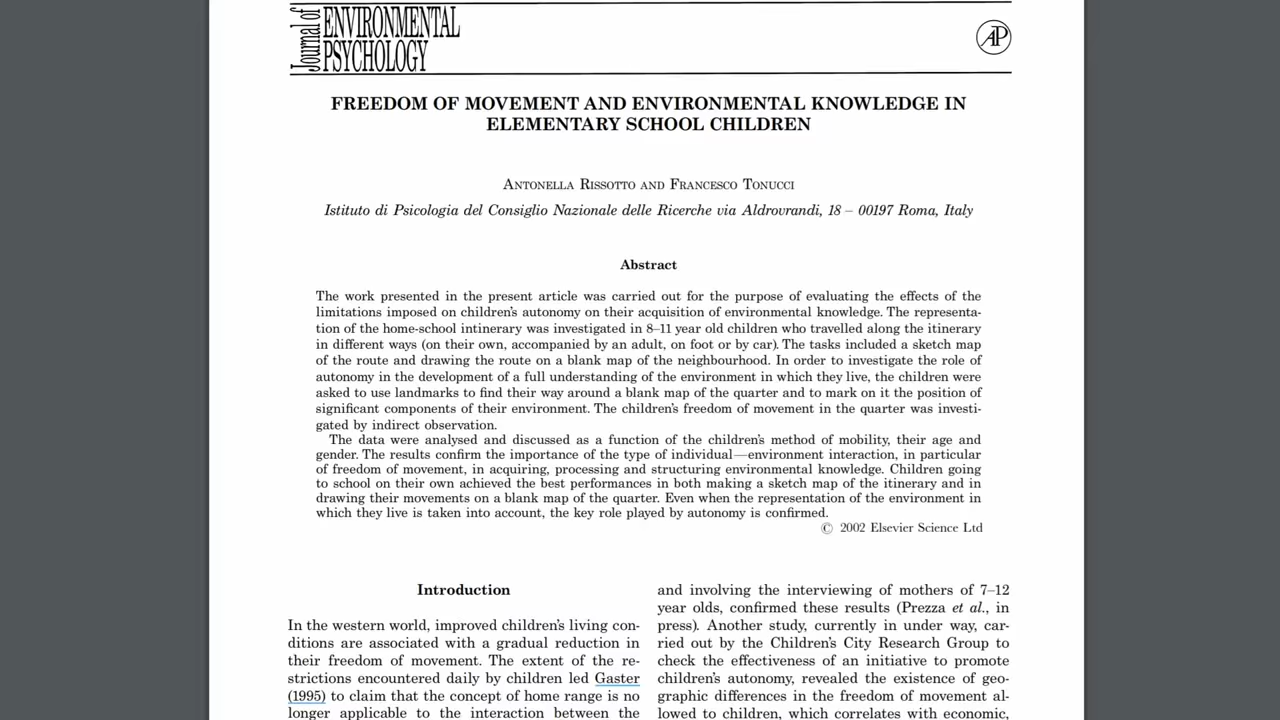 Journal of
ENVIRONMENTAL
PSYCHOLOGY
AP
FREEDOM OF MOVEMENT AND ENVIRONMENTAL KNOWLEDGE IN
ELEMENTARY SCHOOL CHILDREN
ANTONELLA RISSOTTO AND FRANCESCO TONUCCI
Istituto di Psicologia del Consiglio Nazionale delle Ricerche via Aldrovandi, 18 – 00197 Roma, Italy
Abstract
The work presented in the present article was carried out for the purpose of evaluating the effects of the
limitations imposed on children's autonomy on their acquisition of environmental knowledge. The representa-
tion of the home-school intinerary was investigated in 8–11 year old children who travelled along the itinerary
in different ways (on their own, accompanied by an adult, on foot or by car). The tasks included a sketch map
of the route and drawing the route on a blank map of the neighbourhood. In order to investigate the role of
autonomy in the development of a full understanding of the environment in which they live, the children were
asked to use landmarks to find their way around a blank map of the quarter and to mark on it the position of
significant components of their environment. The children's freedom of movement in the quarter was investi-
gated by indirect observation.
The data were analysed and discussed as a function of the children's method of mobility, their age and
gender. The results confirm the importance of the type of individual—environment interaction, in particular
of freedom of movement, in acquiring, processing and structuring environmental knowledge. Children going
to school on their own achieved the best performances in both making a sketch map of the itinerary and in
drawing their movements on a blank map of the quarter. Even when the representation of the environment in
which they live is taken into account, the key role played by autonomy is confirmed.
© 2002 Elsevier Science Ltd
Introduction
In the western world, improved children's living con-
ditions are associated with a gradual reduction in
their freedom of movement. The extent of the re-
strictions encountered daily by children led Gaster
(1995) to claim that the concept of home range is no
longer applicable to the interaction between the
and involving the interviewing of mothers of 7–12
year olds, confirmed these results (Prezza et al., in
press). Another study, currently in under way, car-
ried out by the Children's City Research Group to
check the effectiveness of an initiative to promote
children's autonomy, revealed the existence of geo-
graphic differences in the freedom of movement al-
lowed to children, which correlates with economic,